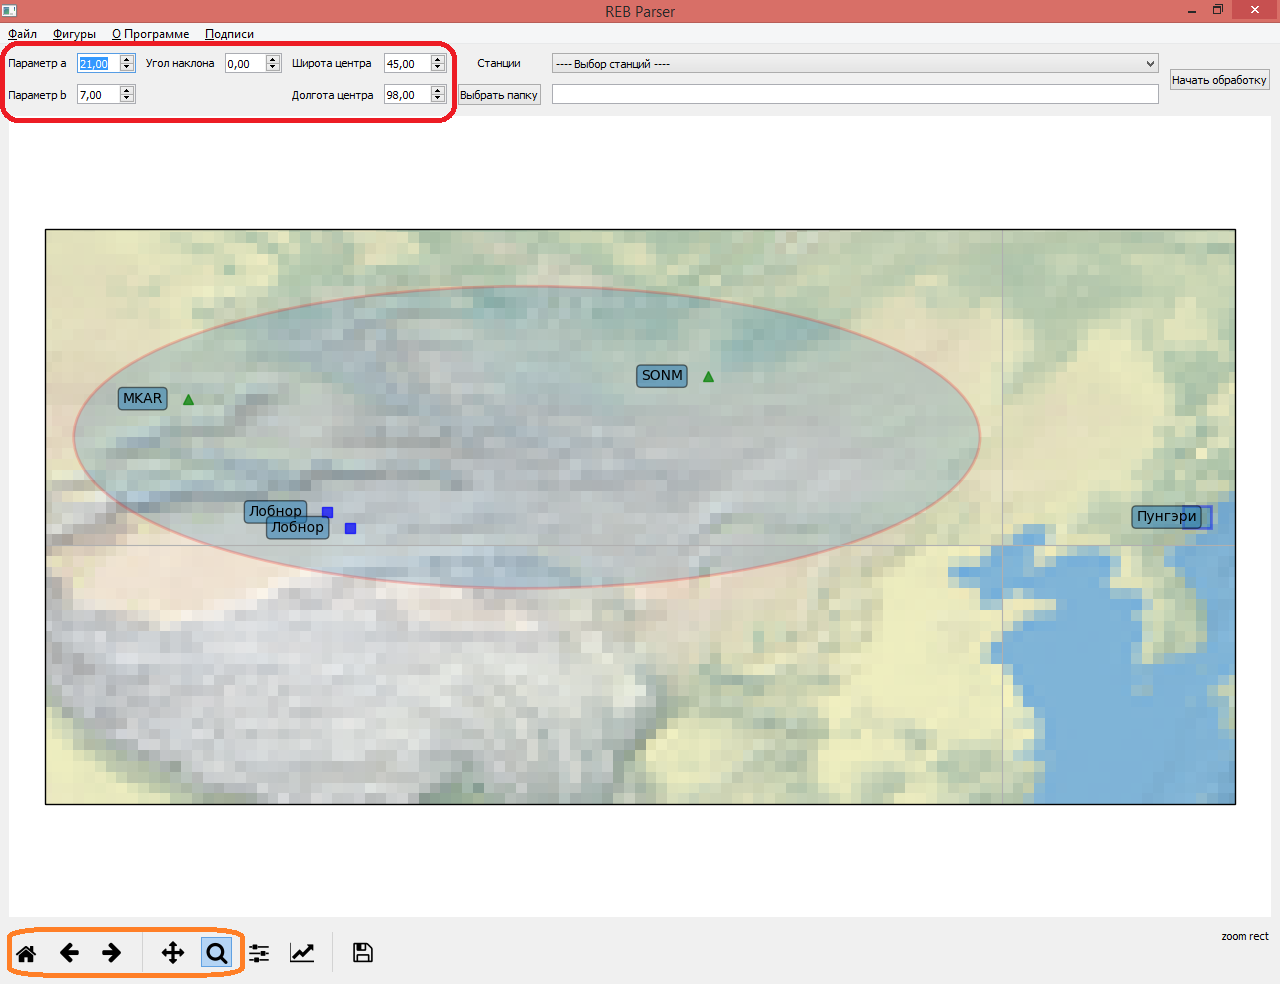 REB Parser
Файл Фигуры О Программе Подписи
Параметр a 21,00 Угол наклона 0,00 Широта центра 45,00 Станции ---- Выбор станций ----
Начать обработку
Параметр b 7,00 Долгота центра 98,00 Выбрать папку
SONM
MKAR
Лобнор
Лобнор
Пунгэри
zoom rect